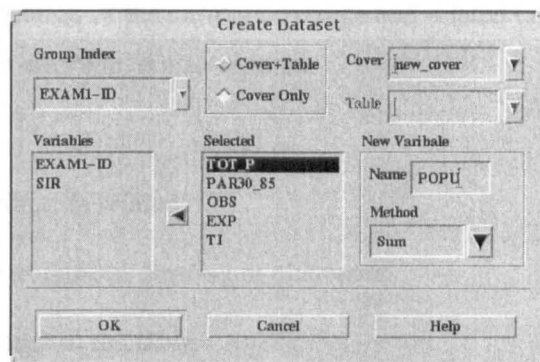 Create Dataset
Group Index
EXAM1-ID
Cover+Table
Cover Only
Cover new_cover
Table
Variables
EXAM1-ID
SIR
Selected
TOT_P
PAR30_85
OBS
EXP
TI
New Varibale
Name POPU
Method
Sum
OK Cancel Help